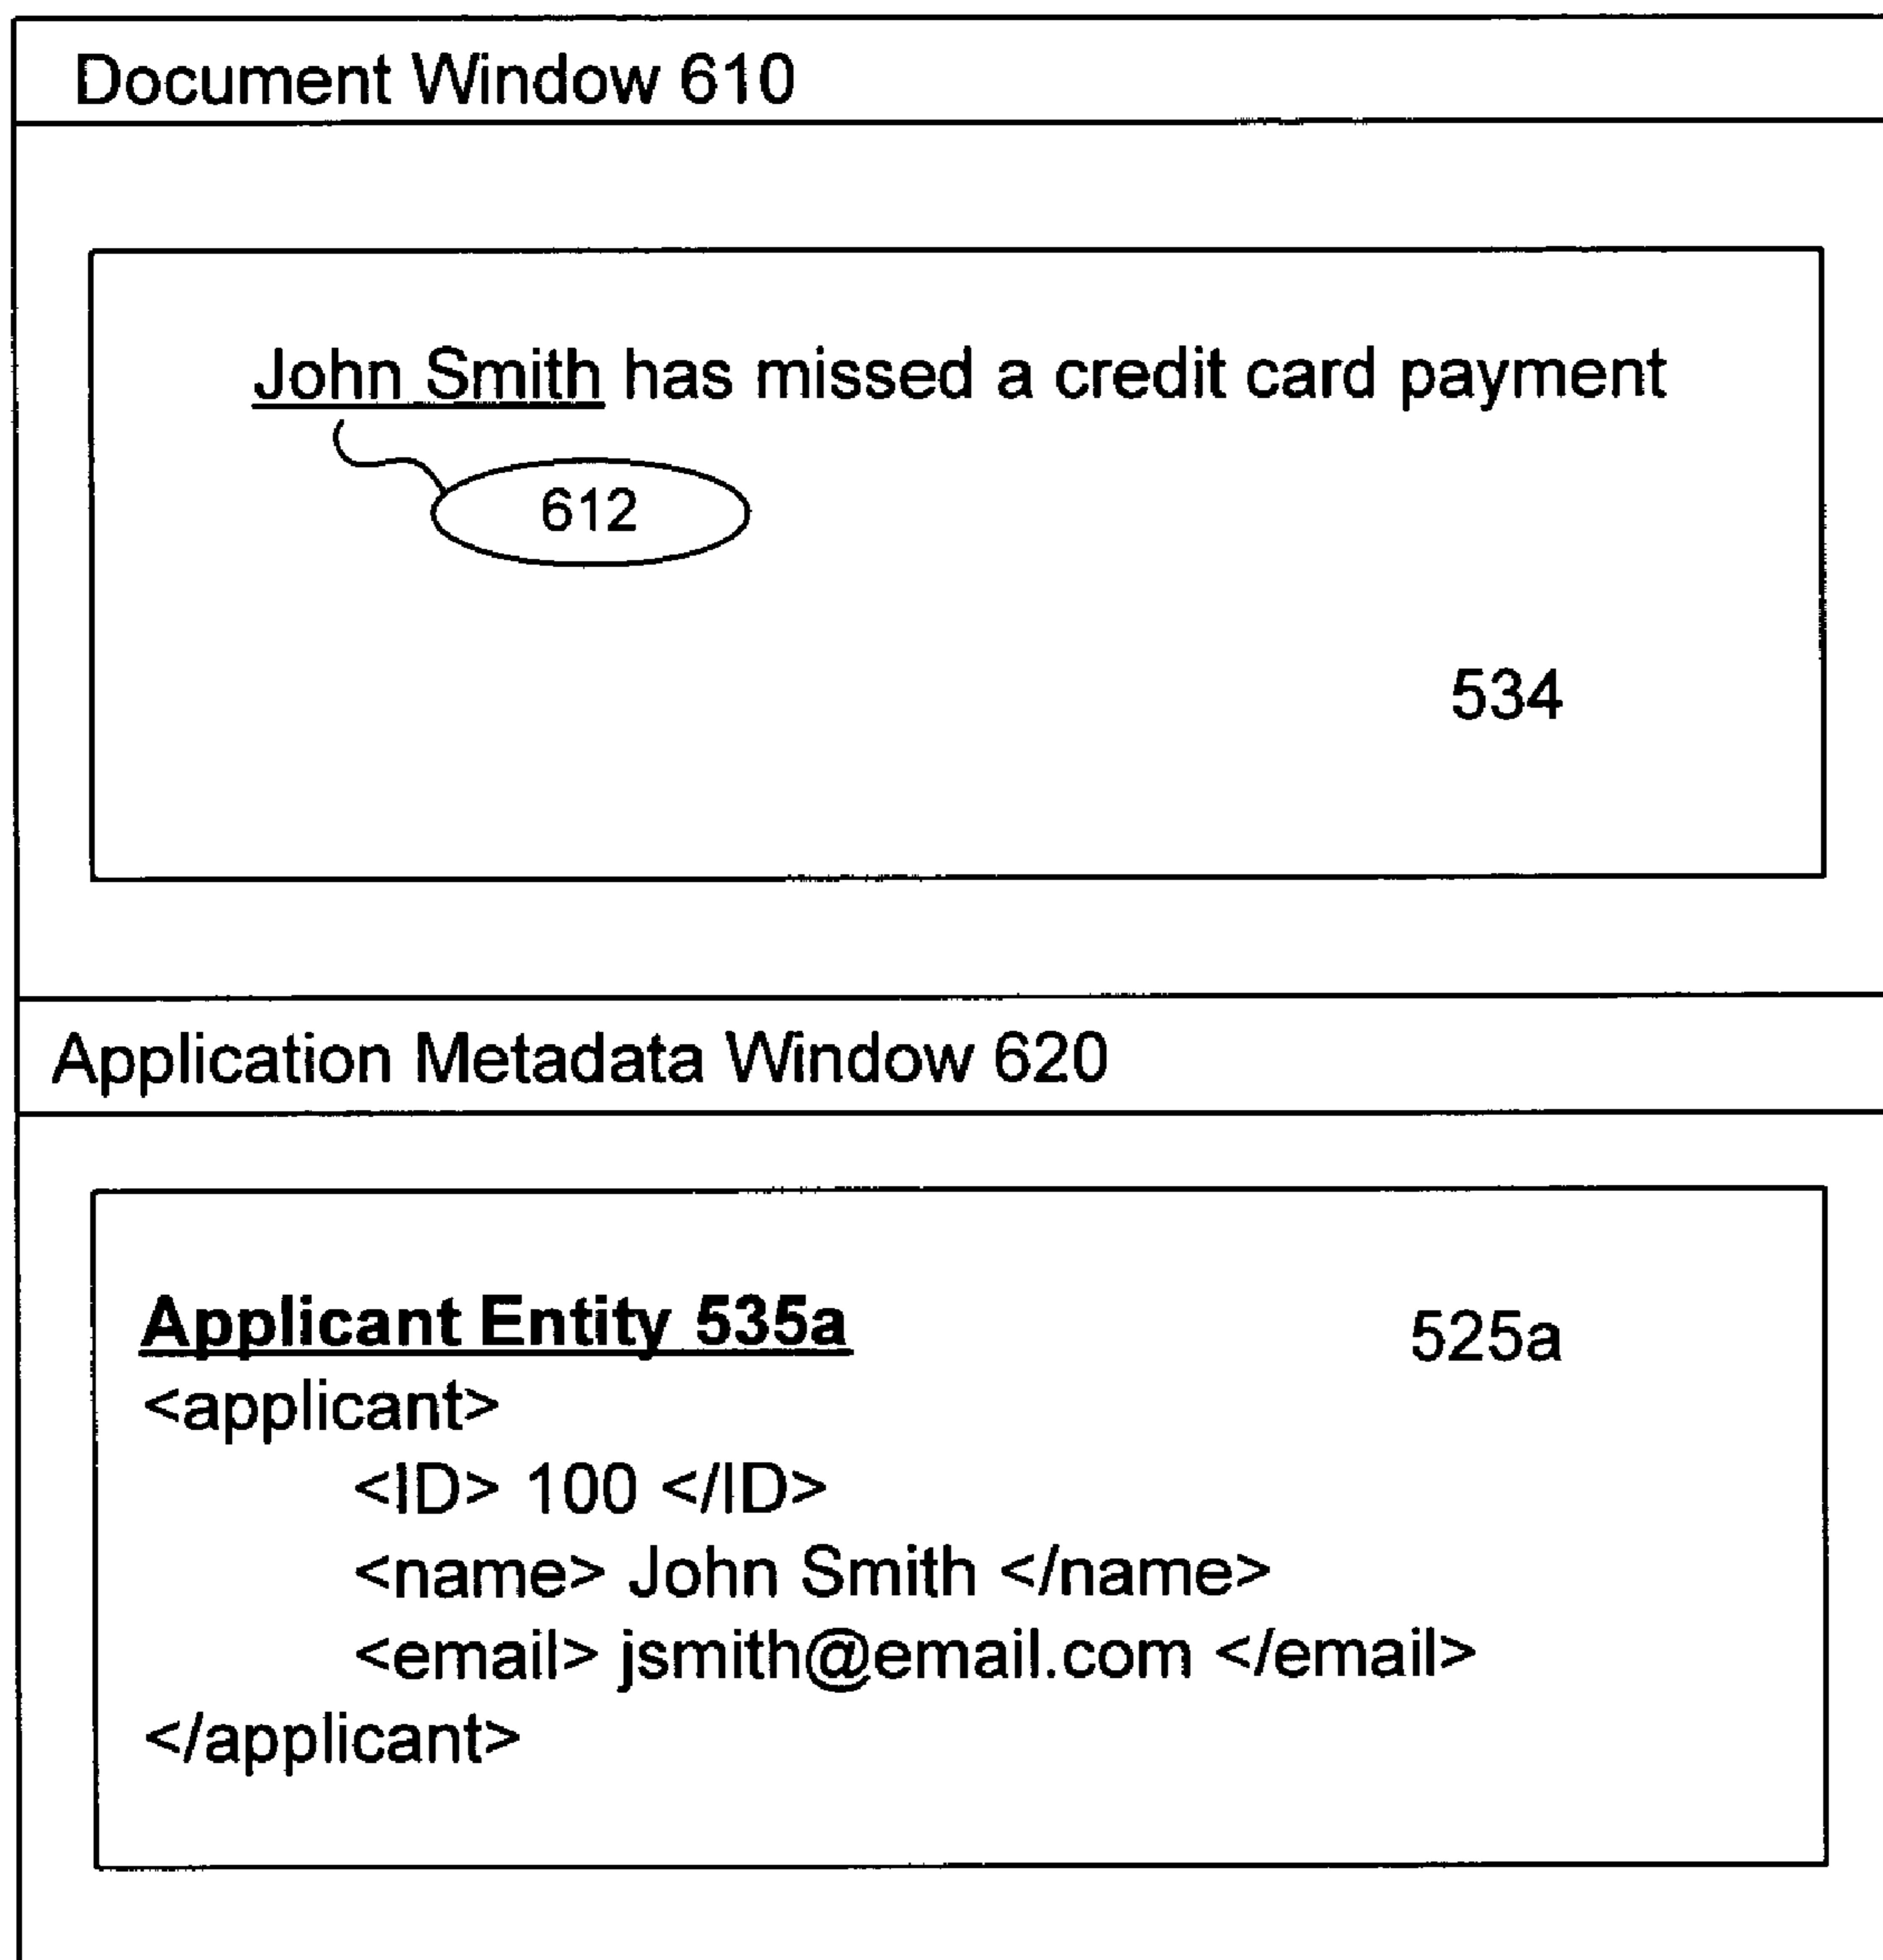 Document Window 610
John Smith has missed a credit card payment
612
534
Application Metadata Window 620
Applicant Entity 535a 525a
<applicant>
<ID> 100 </ID>
<name> John Smith </name>
<email> jsmith@email.com </email>
</applicant>